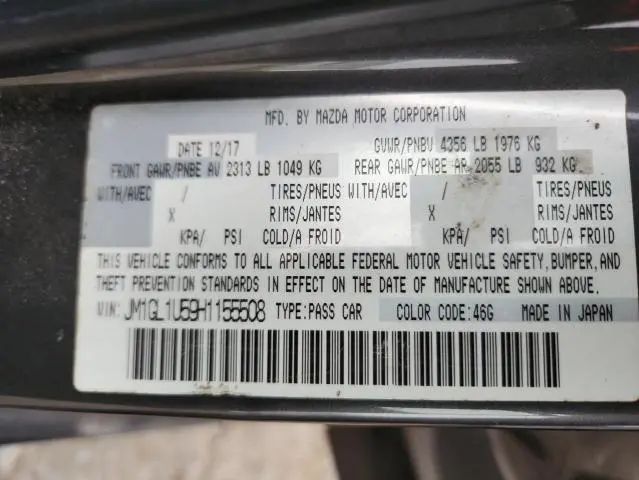 MFD. BY MAZDA MOTOR CORPORATION
DATE 12/17 GVWR/PNBV 4356 LB 1976 KG
FRONT GAWR/PNBE AV 2313 LB 1049 KG REAR GAWR/PNBE AR 2055 LB 932 KG
WITH/AVEC / TIRES/PNEUS WITH/AVEC / TIRES/PNEUS
X RIMS/JANTES X RIMS/JANTES
KPA/ PSI COLD/A FROID KPA/ PSI COLD/A FROID
THIS VEHICLE CONFORMS TO ALL APPLICABLE FEDERAL MOTOR VEHICLE SAFETY, BUMPER, AND
THEFT PREVENTION STANDARDS IN EFFECT ON THE DATE OF MANUFACTURE SHOWN ABOVE.
VIN: JM1GL1U59H1155508 TYPE:PASS CAR COLOR CODE:46G MADE IN JAPAN